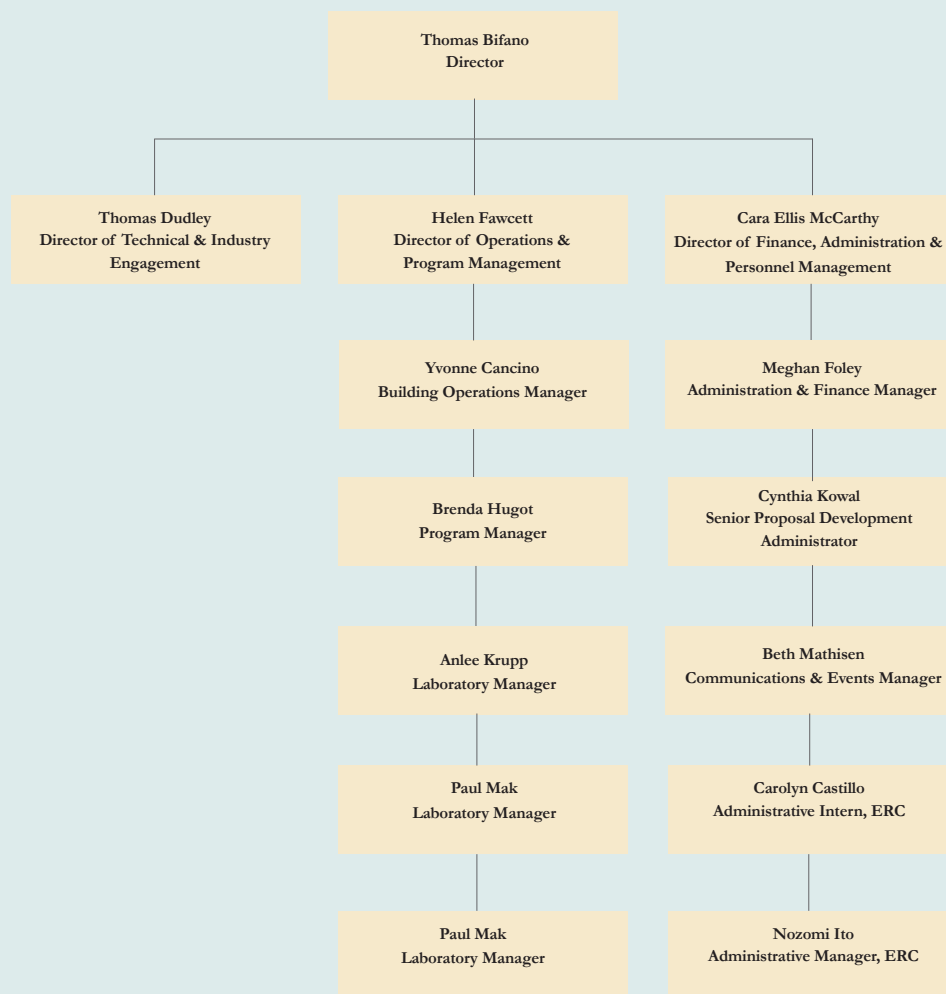 Thomas Bifano
Director
Thomas Dudley
Director of Technical & Industry
Engagement
Helen Fawcett
Director of Operations &
Program Management
Cara Ellis McCarthy
Director of Finance, Administration &
Personnel Management
Yvonne Cancino
Building Operations Manager
Meghan Foley
Administration & Finance Manager
Brenda Hugot
Program Manager
Cynthia Kowal
Senior Proposal Development
Administrator
Anlee Krupp
Laboratory Manager
Beth Mathisen
Communications & Events Manager
Paul Mak
Laboratory Manager
Carolyn Castillo
Administrative Intern, ERC
Paul Mak
Laboratory Manager
Nozomi Ito
Administrative Manager, ERC